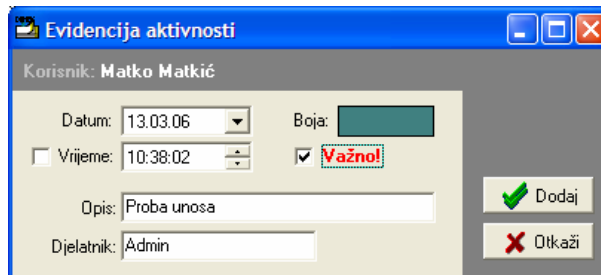 Evidencija aktivnosti
Korisnik: Matko Matkić
Datum: 13.03.06 Boja:
Vrijeme: 10:38:02 Važno!
Opis: Proba unosa
Djelatnik: Admin
Dodaj
Otkaži